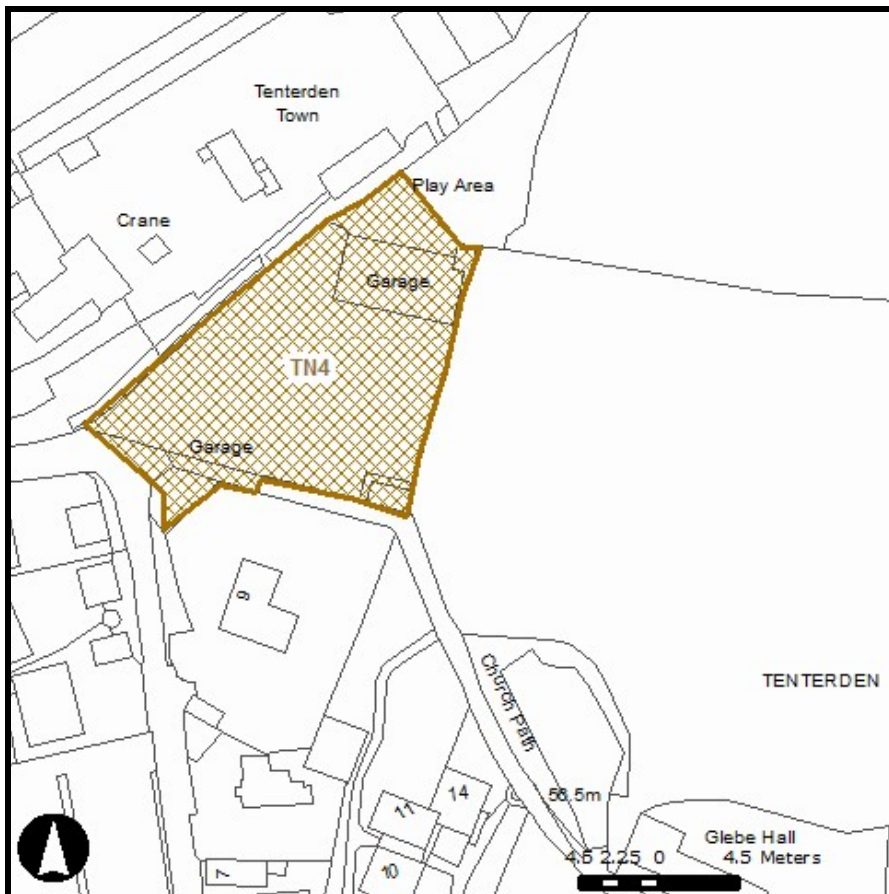 Tenterden
Town
Play Area
Crane
Garage
TN4
Garage
9
Church Path
TENTERDEN
56.5m
14
11
10
7
Glebe Hall
4.5 2.25 0 4.5 Meters